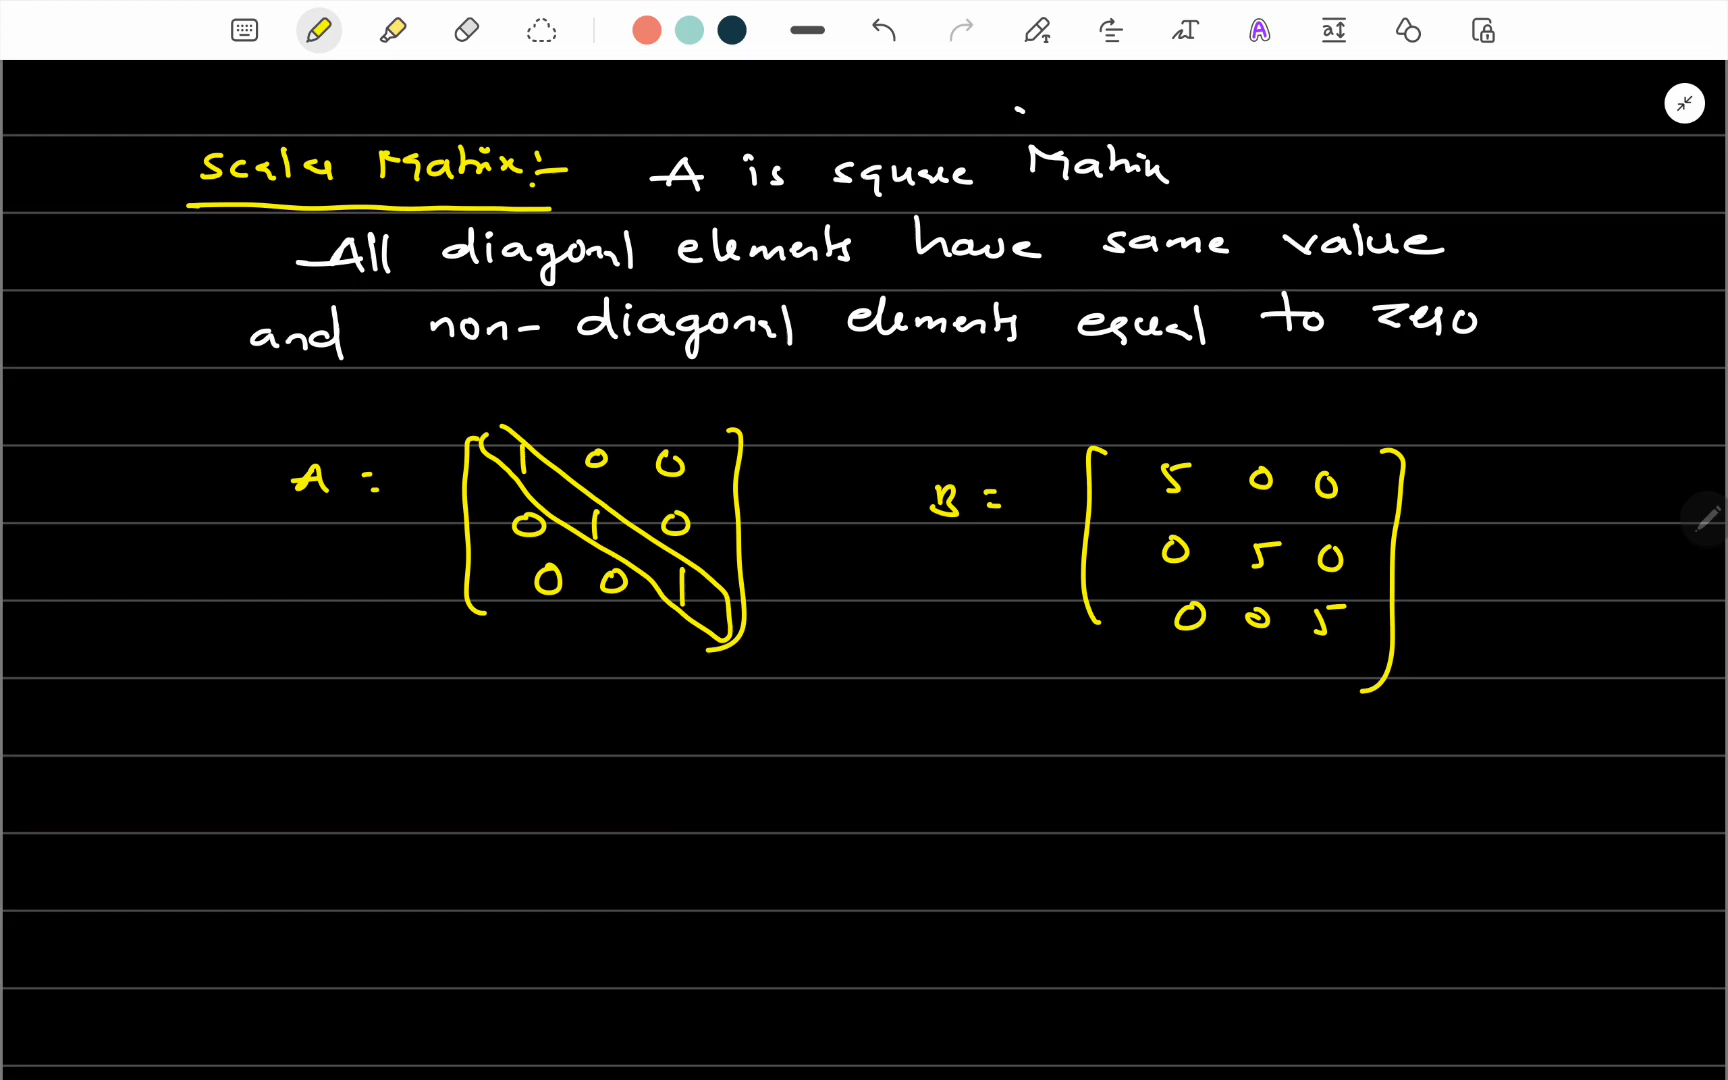 Scalar Matrix:- A is square Matrix
All diagonal elements have same value
and non-diagonal elements equal to zero
A = [1 0 0
0 1 0
0 0 1]
B = [5 0 0
0 5 0
0 0 5]